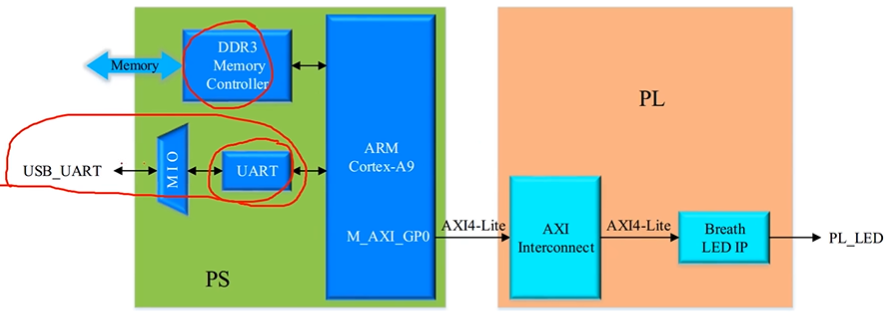 DDR3
Memory
Controller
Memory
PL
ARM
Cortex-A9
USB_UART
MIO
UART
M_AXI_GP0
AXI4-Lite
AXI
Interconnect
AXI4-Lite
Breath
LED IP
PL_LED
PS